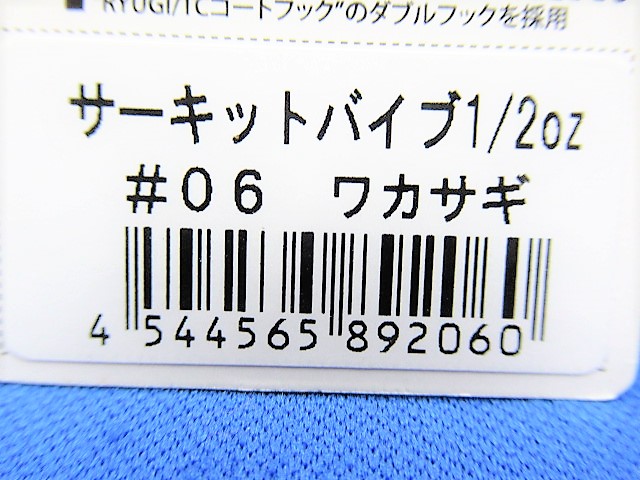 ■ "RYUGI/TCコートフック"のダブルフックを採用
サーキットバイブ1/2oz
#06 ワカサギ
4 544565 892060